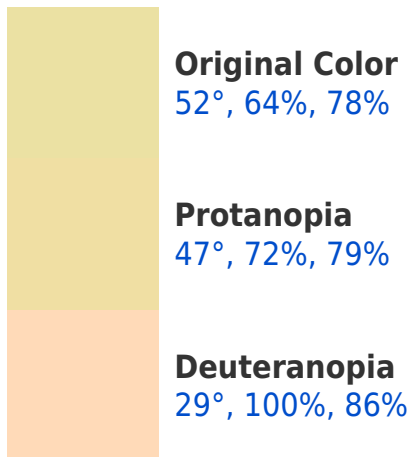 Original Color
52°, 64%, 78%
Protanopia
47°, 72%, 79%
Deuteranopia
29°, 100%, 86%